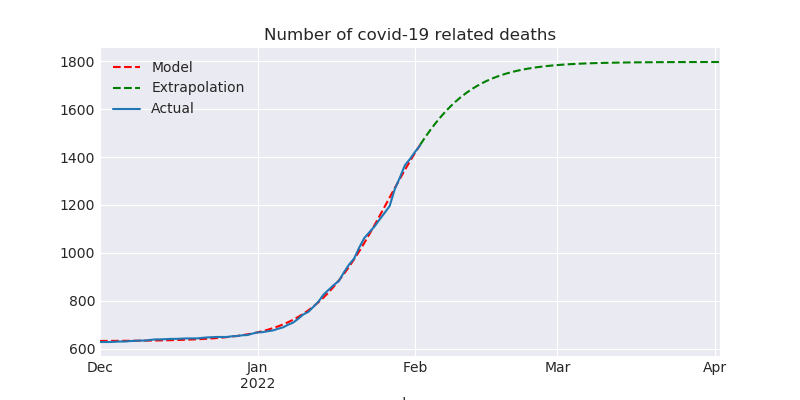 Number of covid-19 related deaths
Model
Extrapolation
Actual
1800
1600
1400
1200
1000
800
600
Dec Jan Feb Mar Apr
2022